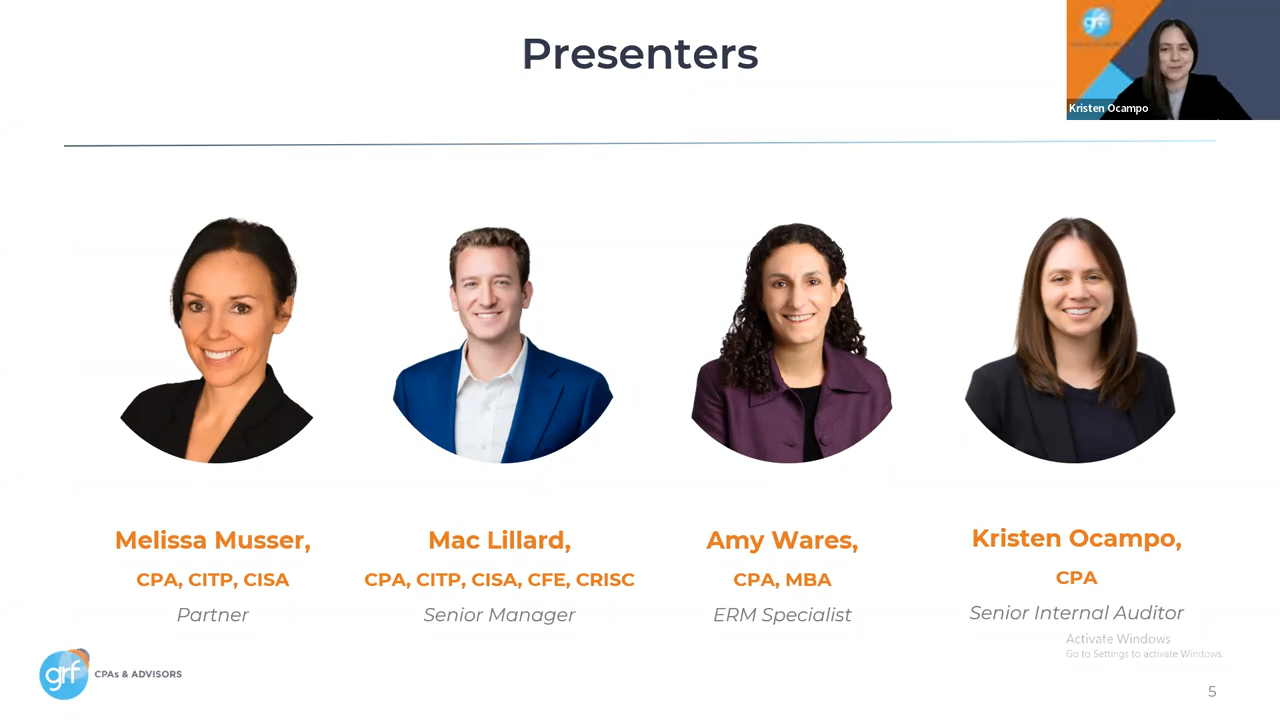 Presenters
grf
Kristen Ocampo
Melissa Musser,
CPA, CITP, CISA
Partner
Mac Lillard,
CPA, CITP, CISA, CFE, CRISC
Senior Manager
Amy Wares,
CPA, MBA
ERM Specialist
Kristen Ocampo,
CPA
Senior Internal Auditor
Activate Windows
Go to Settings to activate Windows.
grf
CPAs & ADVISORS
5